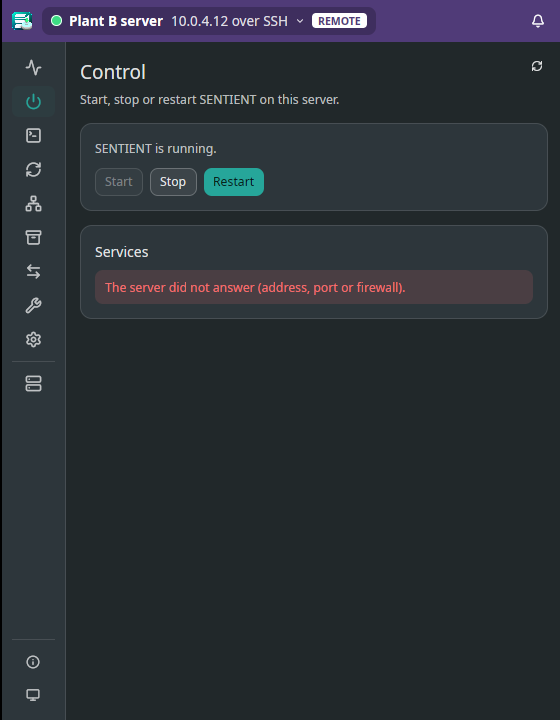 Plant B server 10.0.4.12 over SSH REMOTE
Control
Start, stop or restart SENTIENT on this server.
SENTIENT is running.
Start Stop Restart
Services
The server did not answer (address, port or firewall).